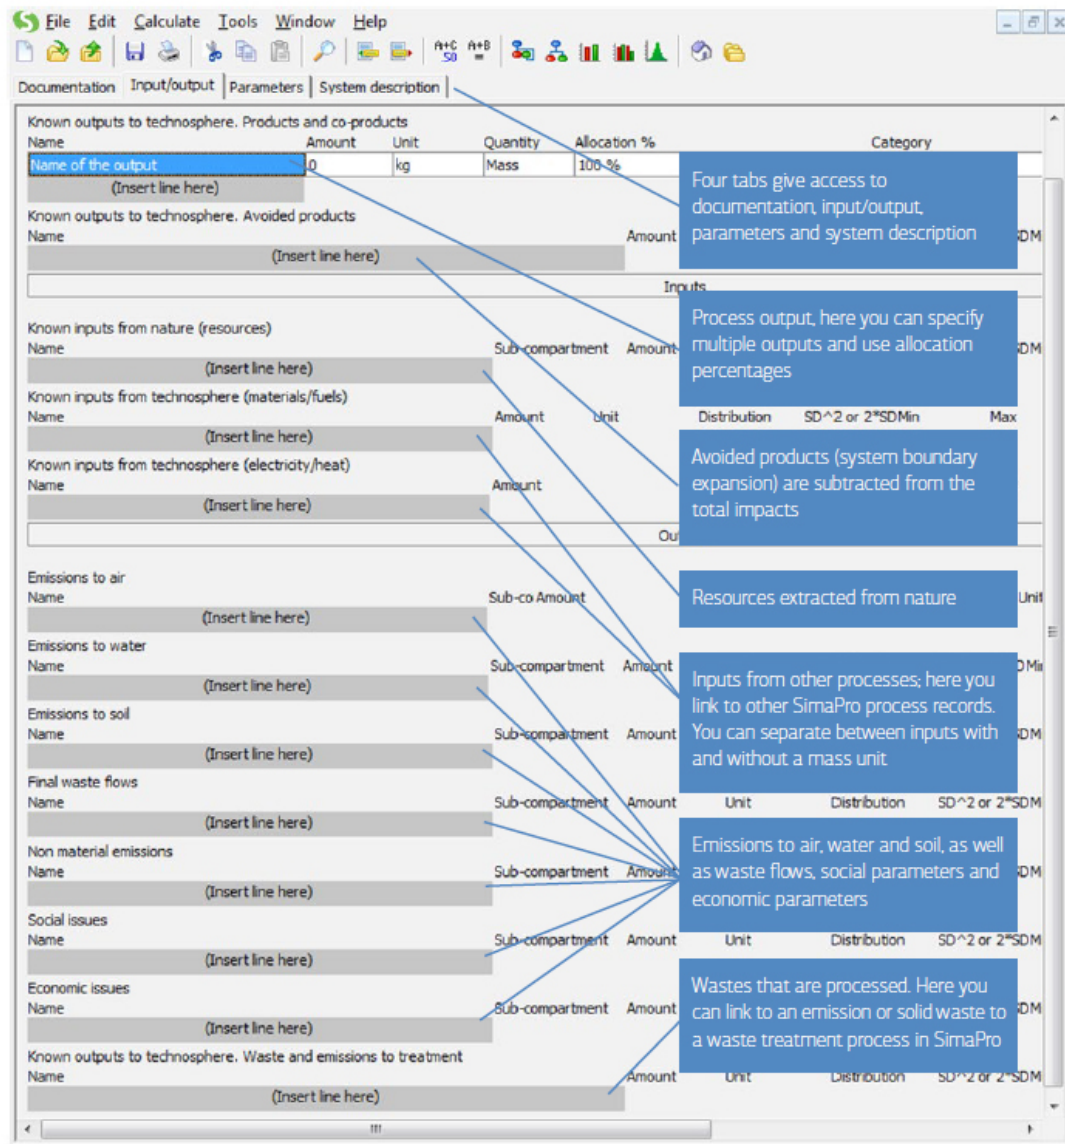 File Edit Calculate Tools Window Help
A+C 50 A+B =
Documentation Input/output Parameters System description
Known outputs to technosphere. Products and co-products
Name Amount Unit Quantity Allocation % Category
Name of the output 0 kg Mass 100 %
(Insert line here)
Four tabs give access to
documentation, input/output,
parameters and system description
Known outputs to technosphere. Avoided products
Name Amount SDM
(Insert line here)
Inputs
Process output, here you can specify
multiple outputs and use allocation
percentages
Known inputs from nature (resources)
Name Sub-compartment Amount SDM
(Insert line here)
Known inputs from technosphere (materials/fuels)
Name Amount Unit Distribution SD^2 or 2*SDMin Max
(Insert line here)
Avoided products (system boundary
expansion) are subtracted from the
total impacts
Known inputs from technosphere (electricity/heat)
Name Amount
(Insert line here)
Out
Resources extracted from nature
Emissions to air
Name Sub-co Amount Unit
(Insert line here)
Emissions to water
Name Sub-compartment Amount DMi
(Insert line here)
Inputs from other processes; here you
link to other SimaPro process records.
You can separate between inputs with
and without a mass unit
Emissions to soil
Name Sub-compartment Amount SDM
(Insert line here)
Final waste flows
Name Sub-compartment Amount Unit Distribution SD^2 or 2*SDM
(Insert line here)
Emissions to air, water and soil, as well
as waste flows, social parameters and
economic parameters
Non material emissions
Name Sub-compartment Amount SDM
(Insert line here)
Social issues
Name Sub-compartment Amount Unit Distribution SD^2 or 2*SDM
(Insert line here)
Wastes that are processed. Here you
can link to an emission or solid waste to
a waste treatment process in SimaPro
Economic issues
Name Sub-compartment Amount SDM
(Insert line here)
Known outputs to technosphere. Waste and emissions to treatment
Name Amount Unit Distribution SD^2 or 2*SDM
(Insert line here)